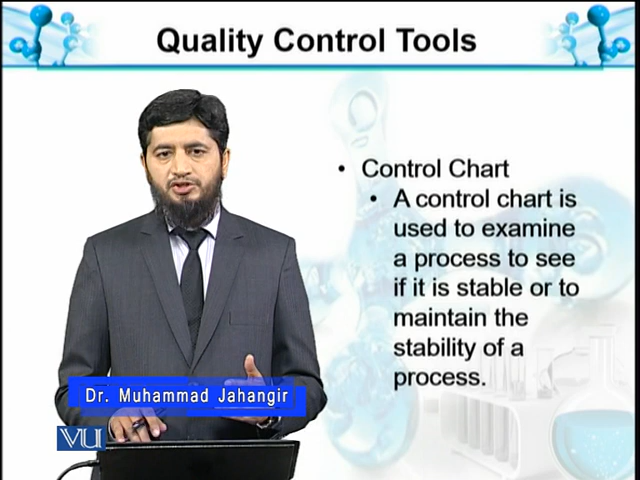 Quality Control Tools
• Control Chart
• A control chart is
used to examine
a process to see
if it is stable or to
maintain the
stability of a
process.
Dr. Muhammad Jahangir
VU